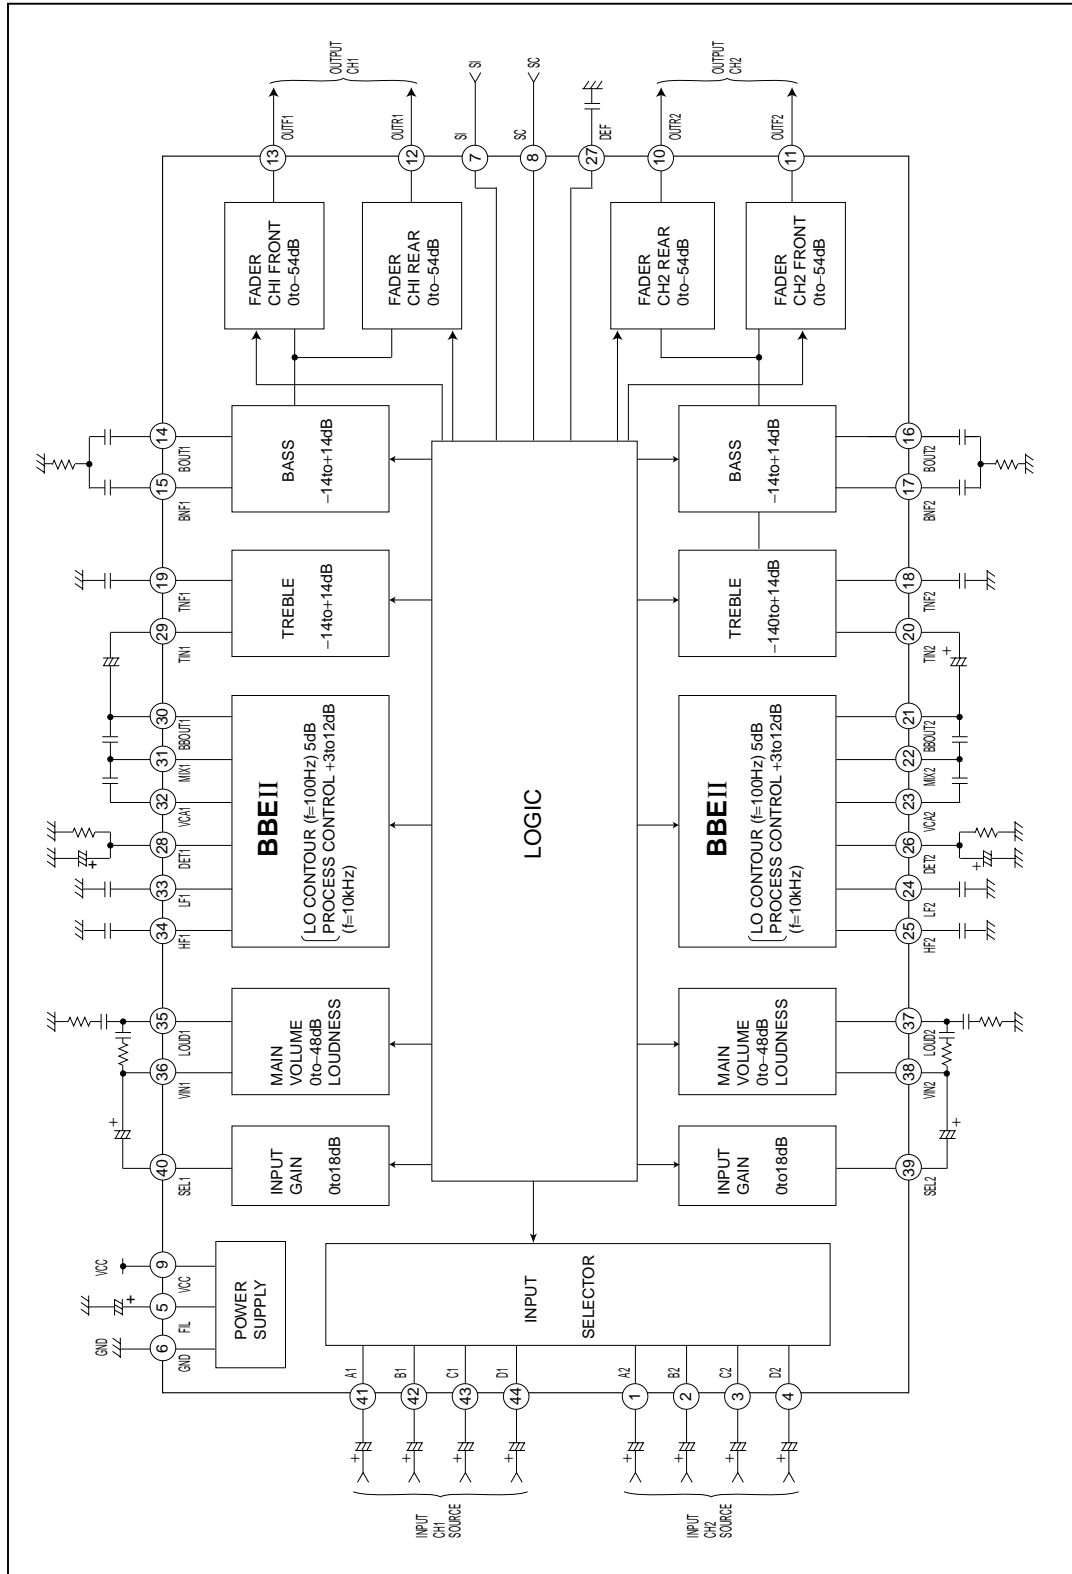 OUTPUT
CH1
SI
SC
OUTPUT
CH2
OUTF1
OUTR1
SI
SC
DEF
OUTR2
OUTF2
13
12
7
8
27
10
11
FADER
CHI FRONT
0to−54dB
FADER
CHI REAR
0to−54dB
FADER
CH2 REAR
0to−54dB
FADER
CH2 FRONT
0to−54dB
14
BOUT1
15
BNF1
BASS
−14to+14dB
BASS
−14to+14dB
16
BOUT2
17
BNF2
19
TNF1
29
TIN1
TREBLE
−14to+14dB
TREBLE
−140to+14dB
18
TNF2
20
TIN2
+
30
BBOUT1
31
MIX1
32
VCA1
28
DET1
+
33
LF1
34
HF1
BBEII
LO CONTOUR (f=100Hz) 5dB
PROCESS CONTROL +3to12dB
(f=10kHz)
LOGIC
BBEII
LO CONTOUR (f=100Hz) 5dB
PROCESS CONTROL +3to12dB
(f=10kHz)
21
BBOUT2
22
MIX2
23
VCA2
26
DET2
+
24
LF2
25
HF2
35
LOUD1
36
VIN1
+
MAIN
VOLUME
0to−48dB
LOUDNESS
MAIN
VOLUME
0to−48dB
LOUDNESS
37
LOUD2
38
VIN2
+
40
SEL1
INPUT
GAIN
0to18dB
INPUT
GAIN
0to18dB
39
SEL2
VCC
9
VCC
+
5
FIL
GND
6
GND
POWER
SUPPLY
INPUT
SELECTOR
A1
B1
C1
D1
A2
B2
C2
D2
41
42
43
44
1
2
3
4
+
+
+
+
+
+
+
+
INPUT
CH1
SOURCE
INPUT
CH2
SOURCE